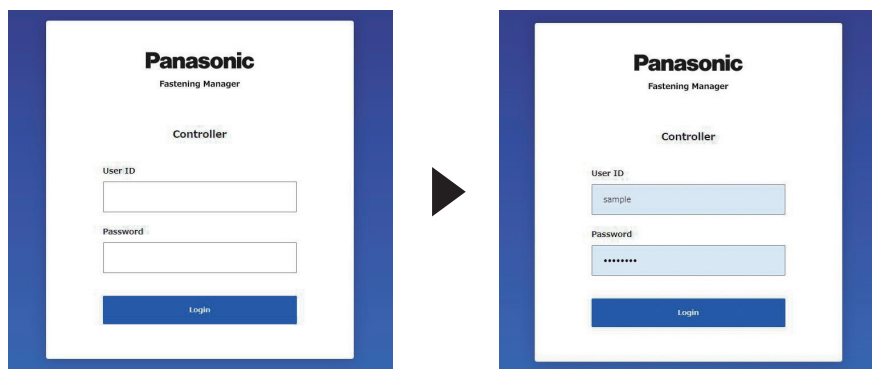 Panasonic
Fastening Manager
Controller
User ID
Password
Login
Panasonic
Fastening Manager
Controller
User ID
sample
Password
••••••••
Login